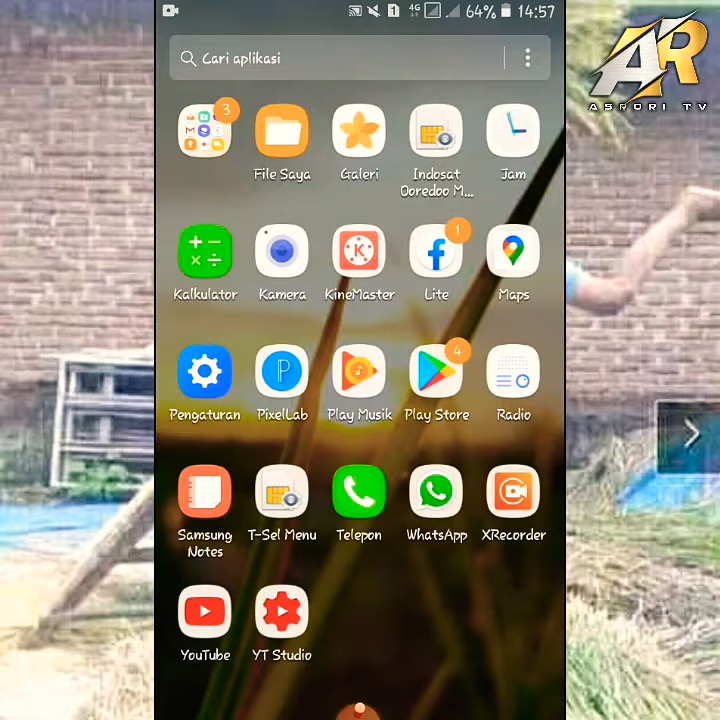 1 4G 64% 14:57
AR
ASRORI TV
Cari aplikasi
3
File Saya
Galeri
Indosat
Ooredoo M...
Jam
Kalkulator
Kamera
KineMaster
1
Lite
Maps
Pengaturan
PixelLab
Play Musik
4
Play Store
Radio
Samsung
Notes
T-Sel Menu
Telepon
WhatsApp
XRecorder
YouTube
YT Studio